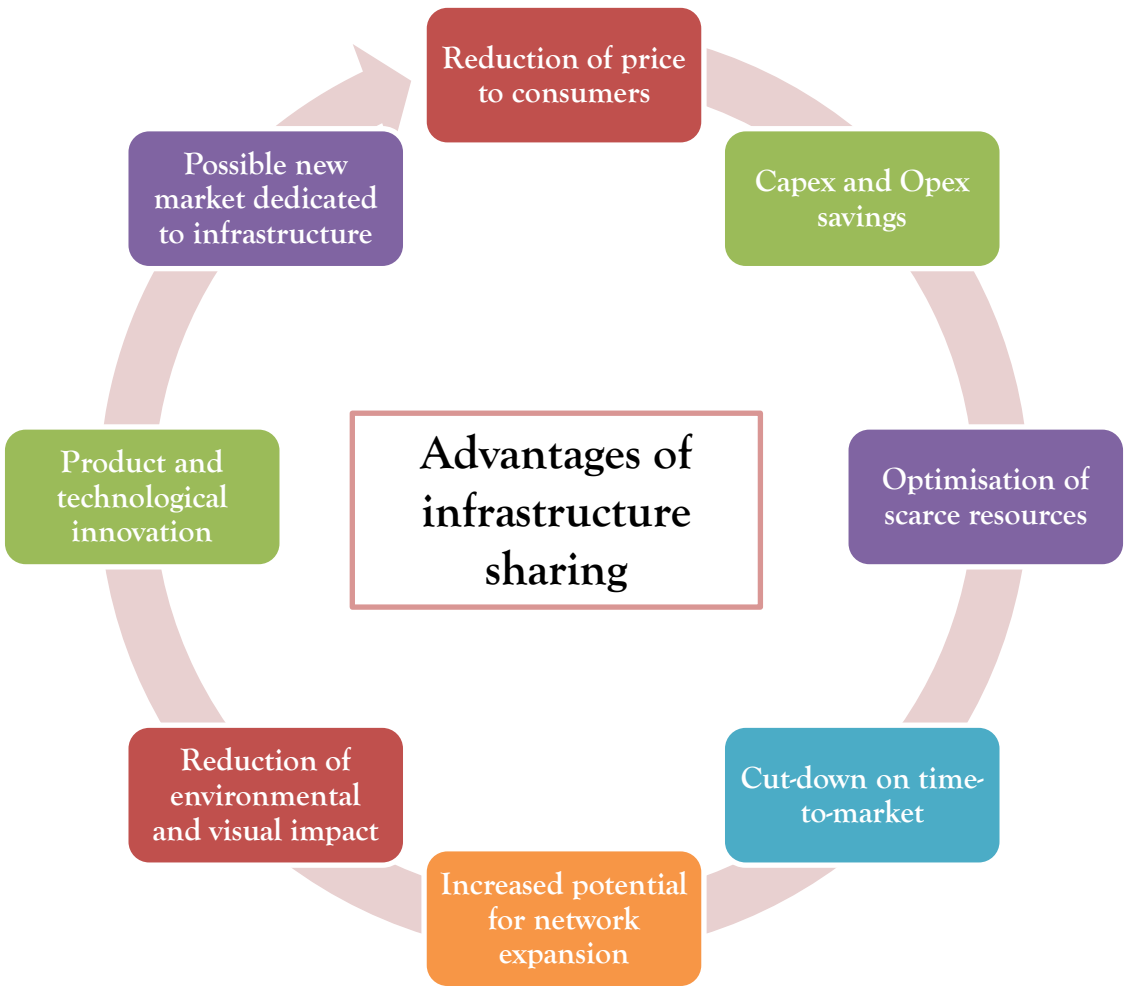 Reduction of price
to consumers
Capex and Opex
savings
Optimisation of
scarce resources
Cut-down on time-
to-market
Increased potential
for network
expansion
Reduction of
environmental
and visual impact
Product and
technological
innovation
Possible new
market dedicated
to infrastructure
Advantages of
infrastructure
sharing